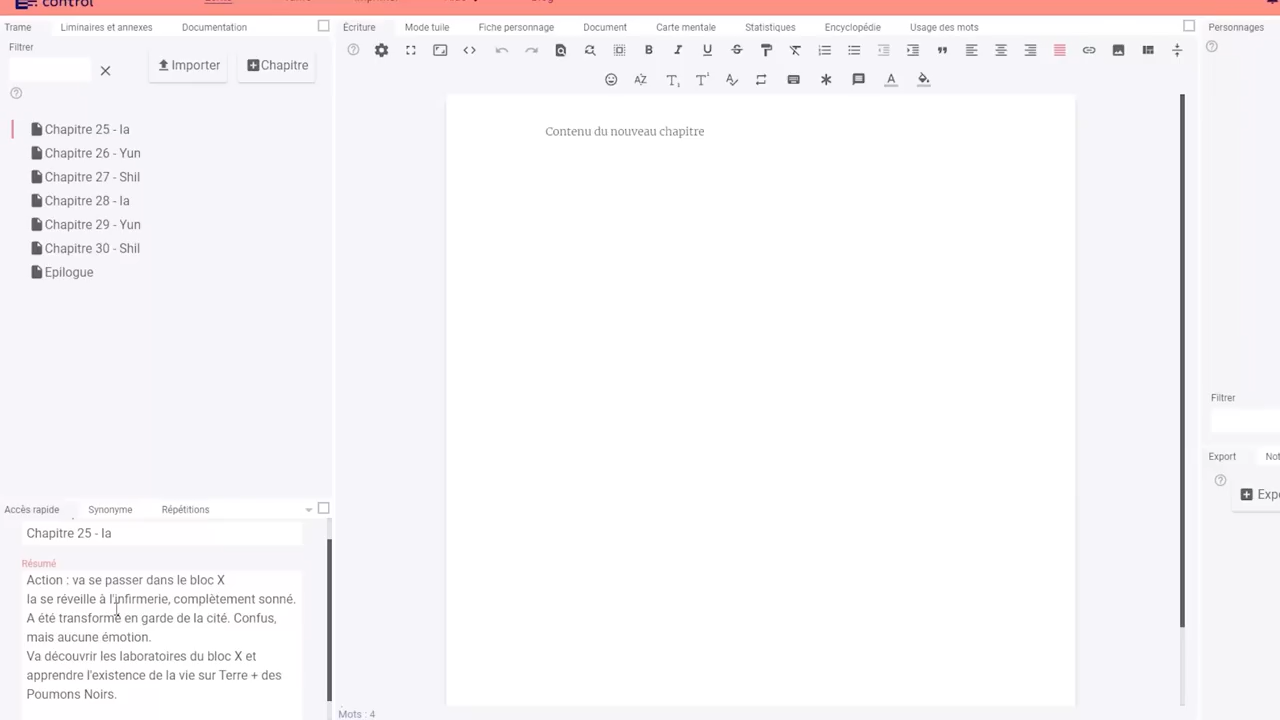 control
Trame Liminaires et annexes Documentation
Filtrer
Importer
Chapitre
Chapitre 25 - Ia
Chapitre 26 - Yun
Chapitre 27 - Shil
Chapitre 28 - Ia
Chapitre 29 - Yun
Chapitre 30 - Shil
Epilogue
Accès rapide Synonyme Répétitions
Chapitre 25 - Ia
Résumé
Action : va se passer dans le bloc X
Ia se réveille à l'infirmerie, complètement sonné.
A été transformé en garde de la cité. Confus,
mais aucune émotion.
Va découvrir les laboratoires du bloc X et
apprendre l'existence de la vie sur Terre + des
Poumons Noirs.
Écriture Mode tuile Fiche personnage Document Carte mentale Statistiques Encyclopédie Usage des mots
Contenu du nouveau chapitre
Mots : 4
Personnages
Filtrer
Export Not
Expo